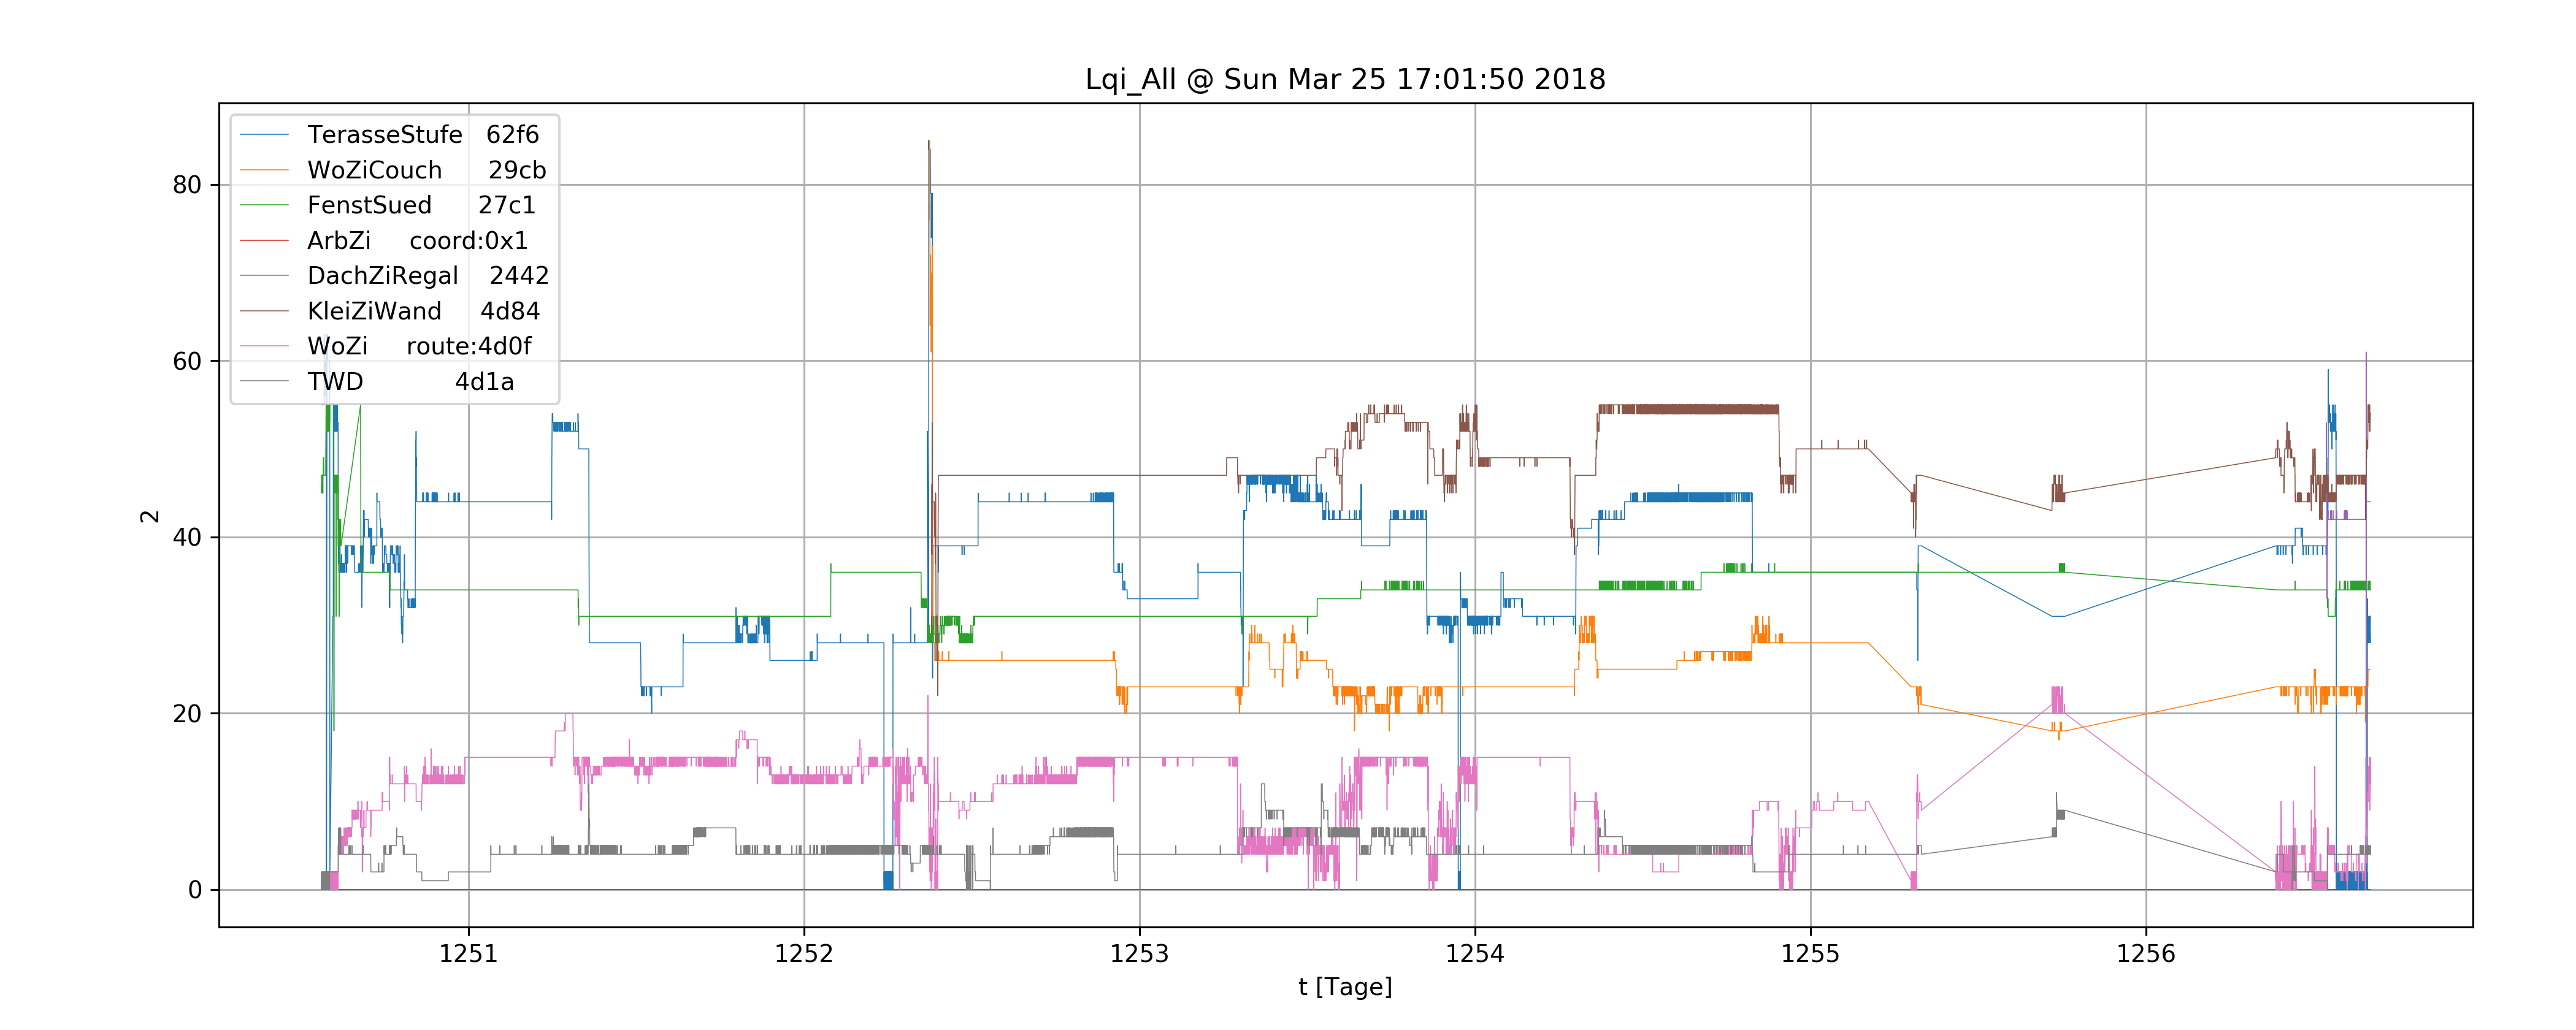 Lqi_All @ Sun Mar 25 17:01:50 2018
TerasseStufe 62f6
WoZiCouch 29cb
FenstSued 27c1
ArbZi coord:0x1
DachZiRegal 2442
KleiZiWand 4d84
WoZi route:4d0f
TWD 4d1a
80
60
40
20
0
2
1251 1252 1253 1254 1255 1256
t [Tage]